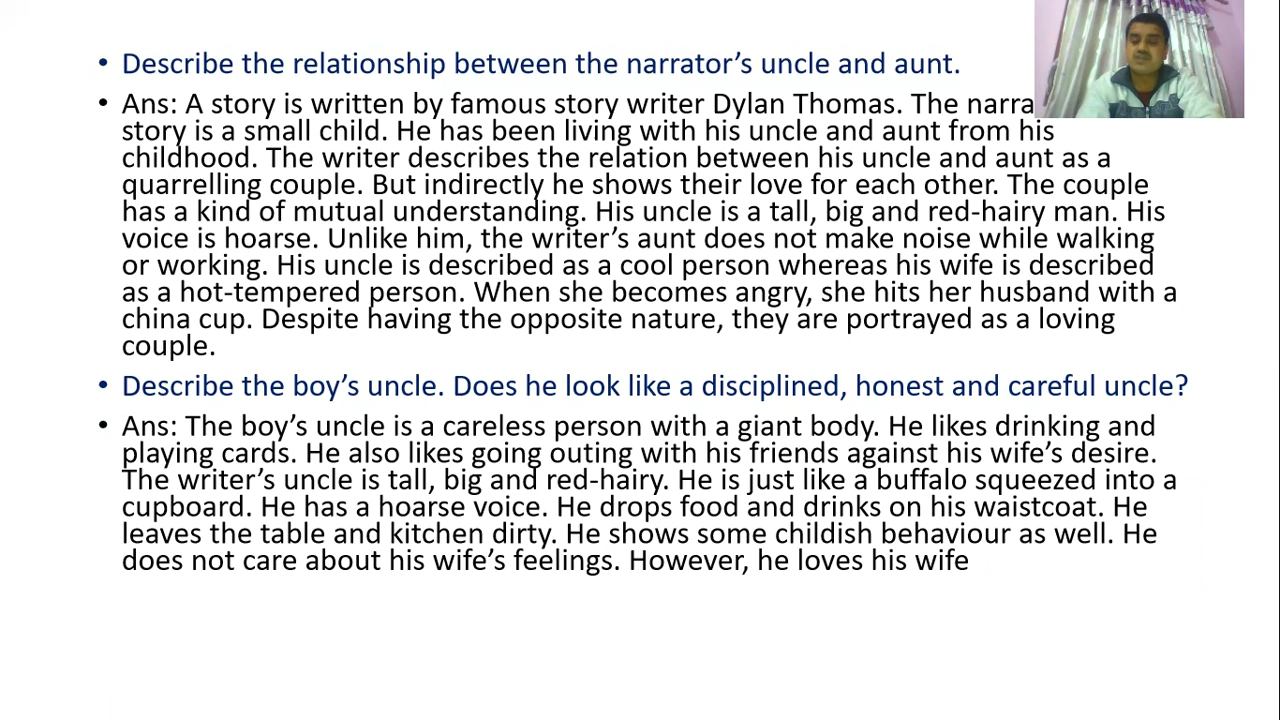 • Describe the relationship between the narrator’s uncle and aunt.
• Ans: A story is written by famous story writer Dylan Thomas. The narra
story is a small child. He has been living with his uncle and aunt from his
childhood. The writer describes the relation between his uncle and aunt as a
quarrelling couple. But indirectly he shows their love for each other. The couple
has a kind of mutual understanding. His uncle is a tall, big and red-hairy man. His
voice is hoarse. Unlike him, the writer’s aunt does not make noise while walking
or working. His uncle is described as a cool person whereas his wife is described
as a hot-tempered person. When she becomes angry, she hits her husband with a
china cup. Despite having the opposite nature, they are portrayed as a loving
couple.
• Describe the boy’s uncle. Does he look like a disciplined, honest and careful uncle?
• Ans: The boy’s uncle is a careless person with a giant body. He likes drinking and
playing cards. He also likes going outing with his friends against his wife’s desire.
The writer’s uncle is tall, big and red-hairy. He is just like a buffalo squeezed into a
cupboard. He has a hoarse voice. He drops food and drinks on his waistcoat. He
leaves the table and kitchen dirty. He shows some childish behaviour as well. He
does not care about his wife’s feelings. However, he loves his wife